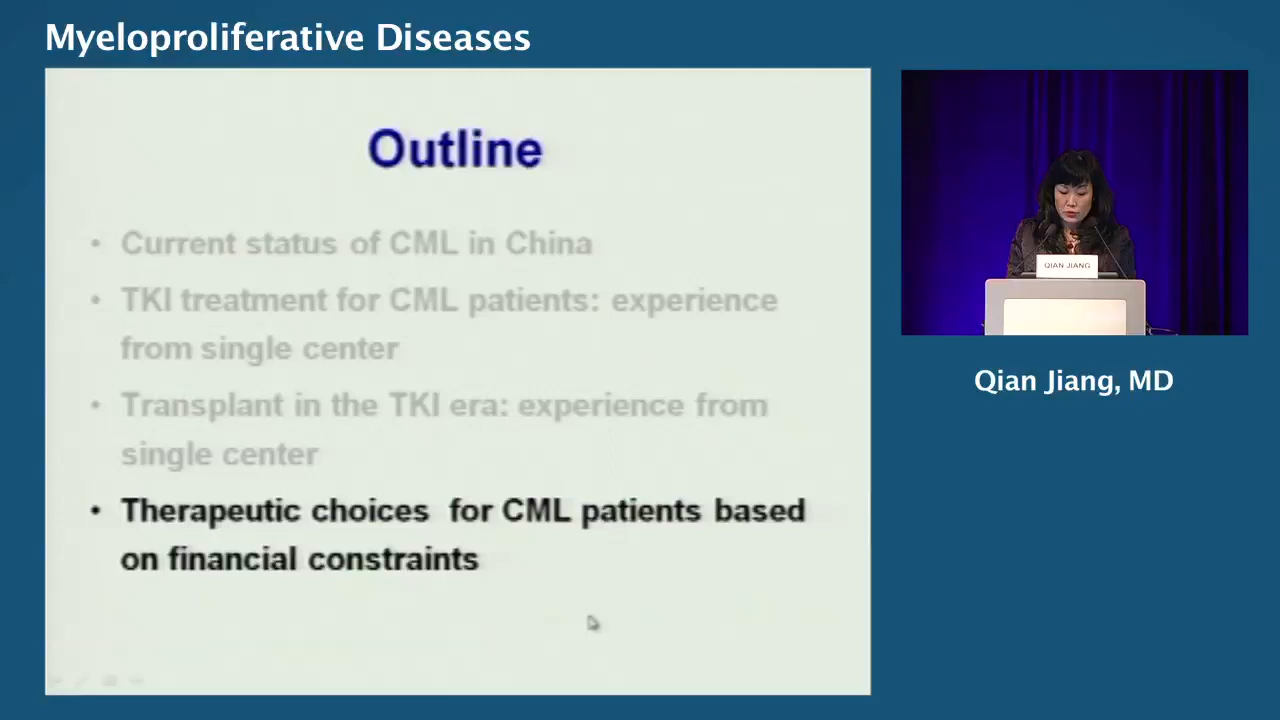 Myeloproliferative Diseases
Outline
• Current status of CML in China
• TKI treatment for CML patients: experience
from single center
• Transplant in the TKI era: experience from
single center
• Therapeutic choices for CML patients based
on financial constraints
QIAN JIANG
Qian Jiang, MD